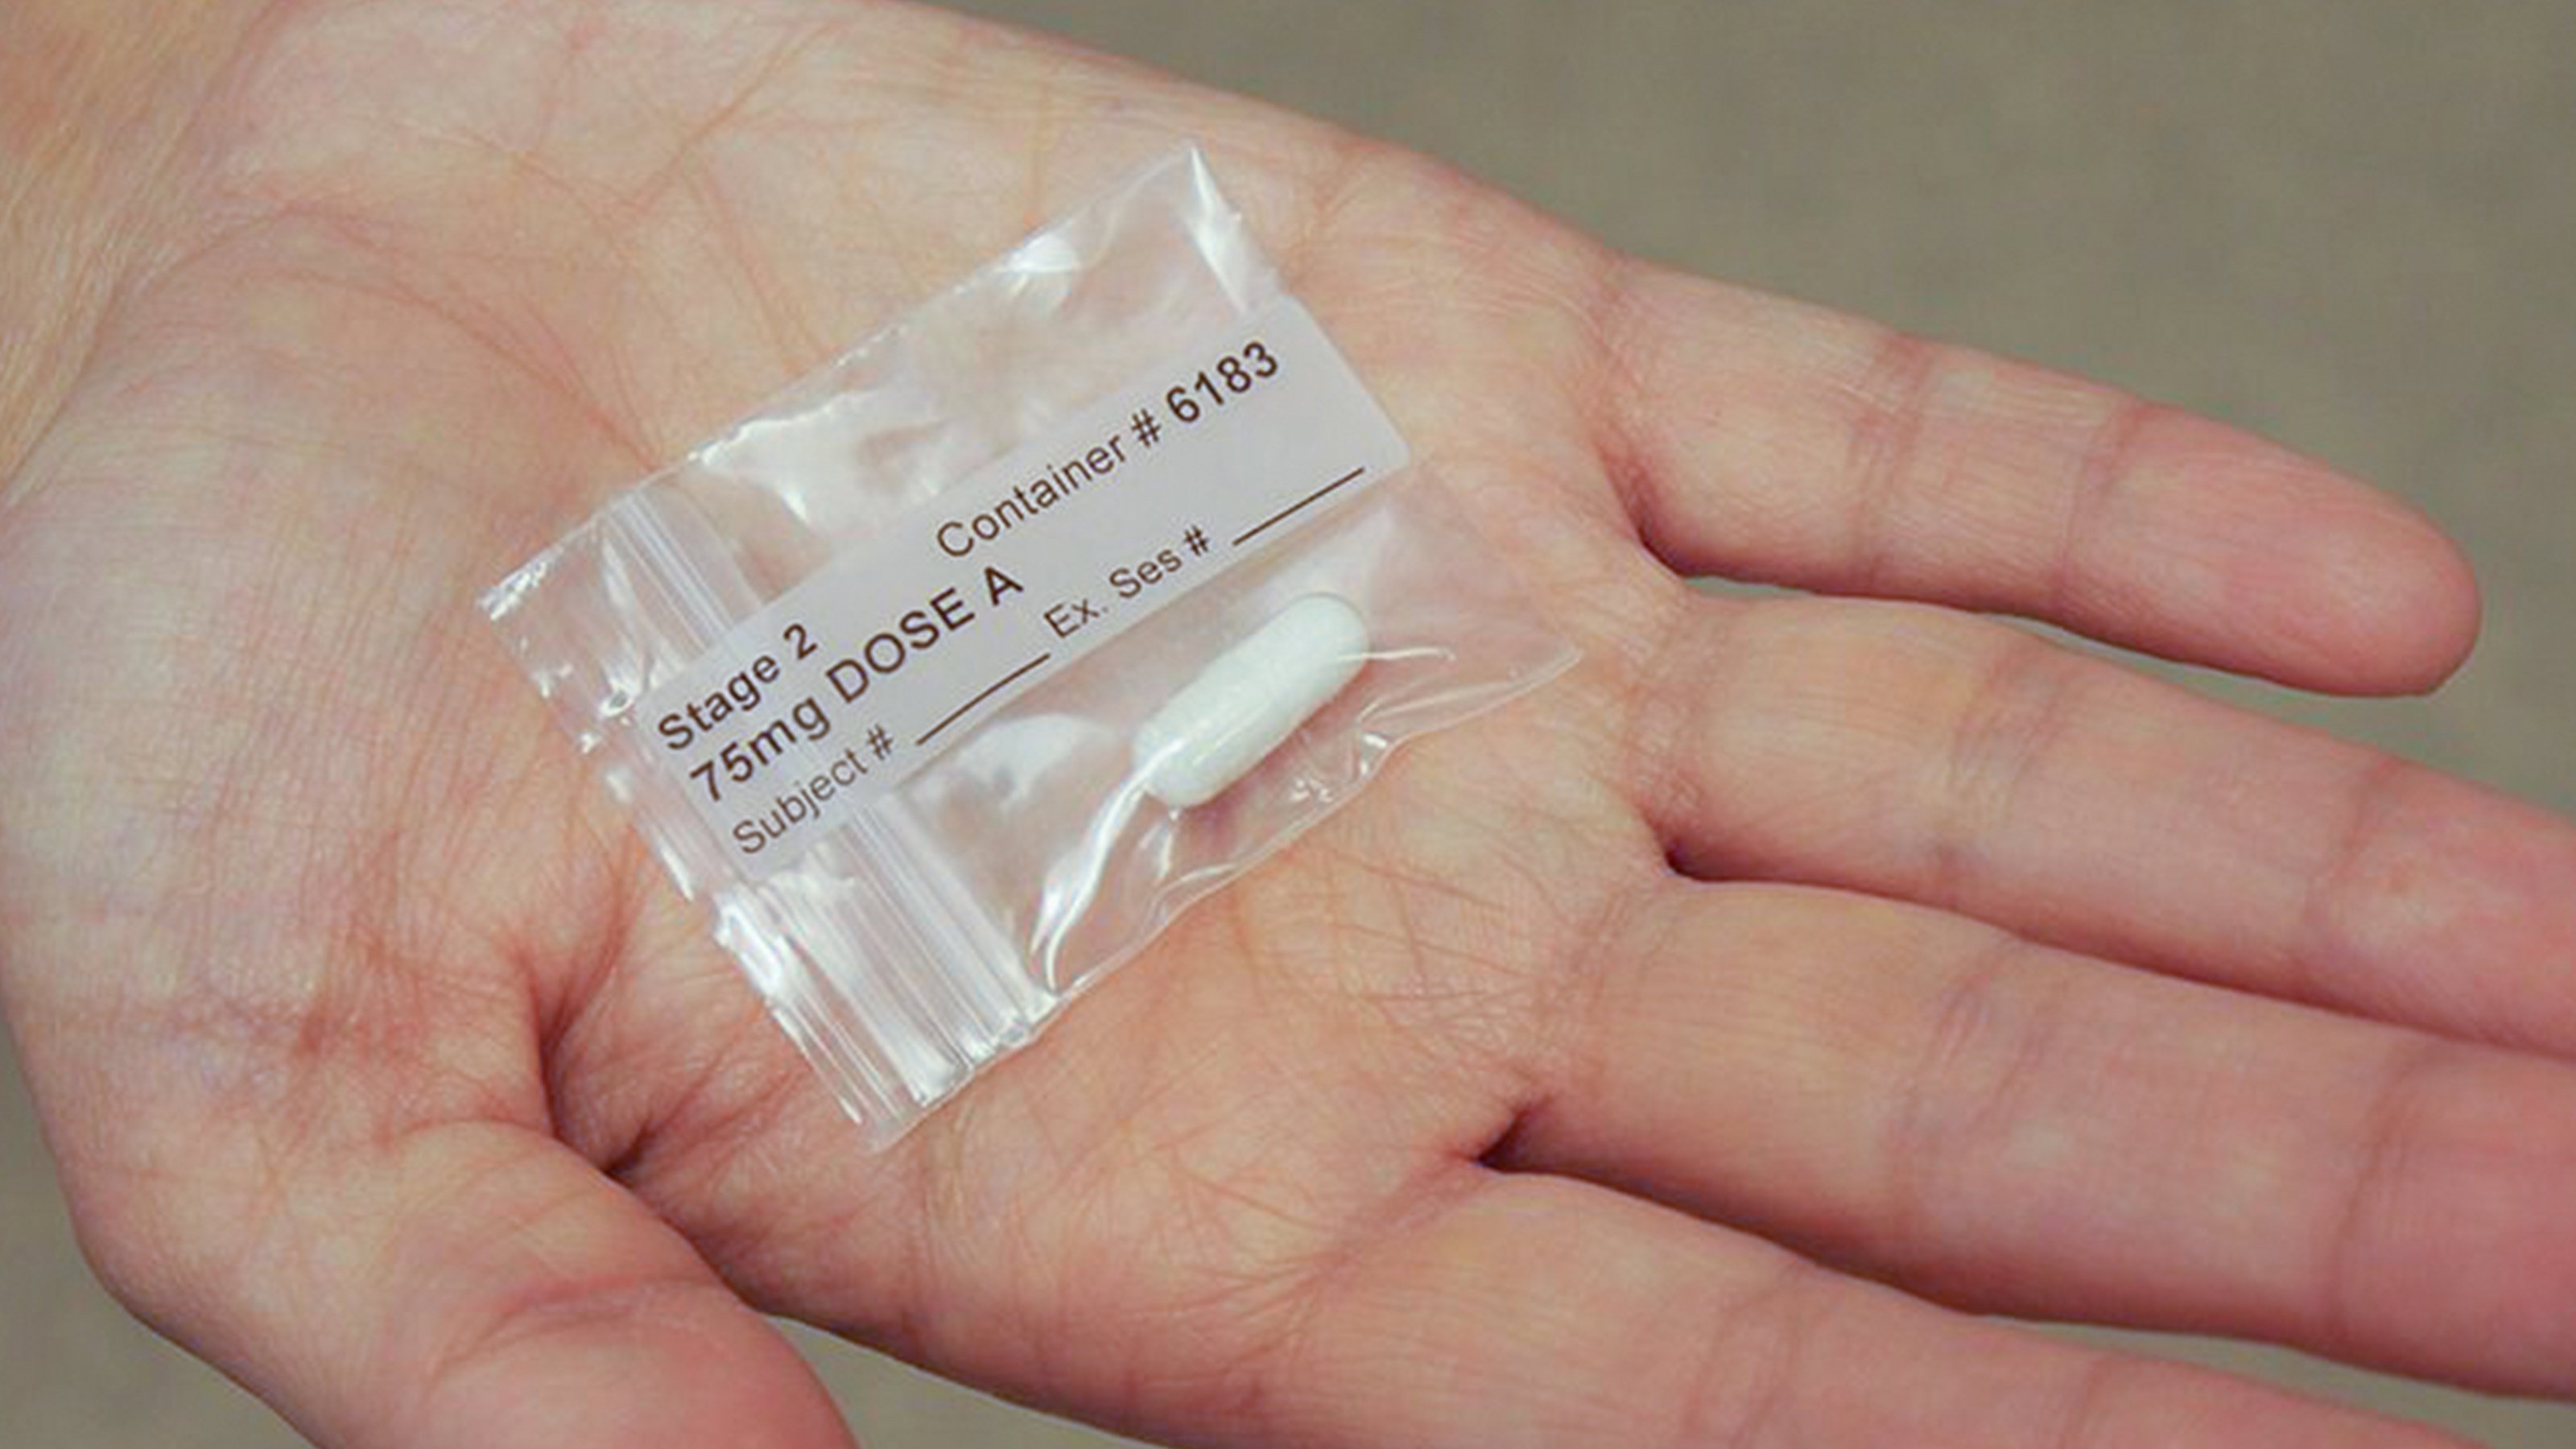 Container # 6183
Stage 2
75mg DOSE A
Subject # ______ Ex. Ses # ______